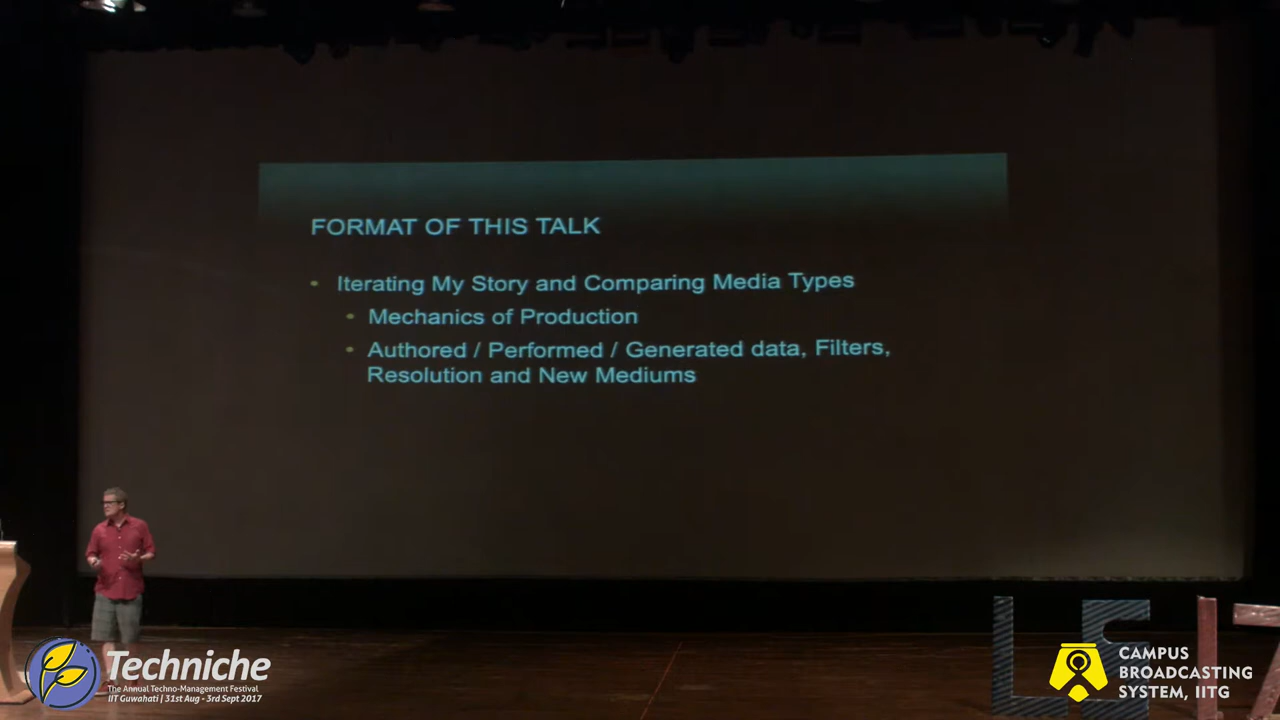 FORMAT OF THIS TALK
• Iterating My Story and Comparing Media Types
• Mechanics of Production
• Authored / Performed / Generated data, Filters,
Resolution and New Mediums
Techniche
The Annual Techno-Management Festival
IIT Guwahati | 31st Aug - 3rd Sept 2017
CAMPUS
BROADCASTING
SYSTEM, IITG